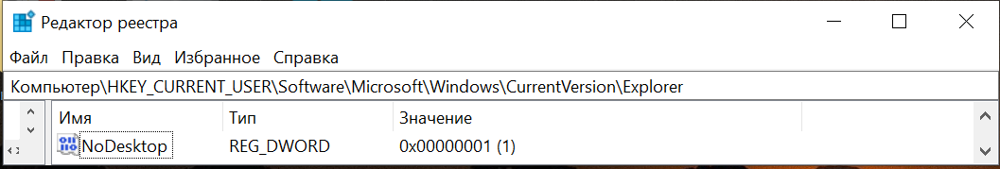 Редактор реестра
Файл Правка Вид Избранное Справка
Компьютер\HKEY_CURRENT_USER\Software\Microsoft\Windows\CurrentVersion\Explorer
Имя Тип Значение
NoDesktop REG_DWORD 0x00000001 (1)